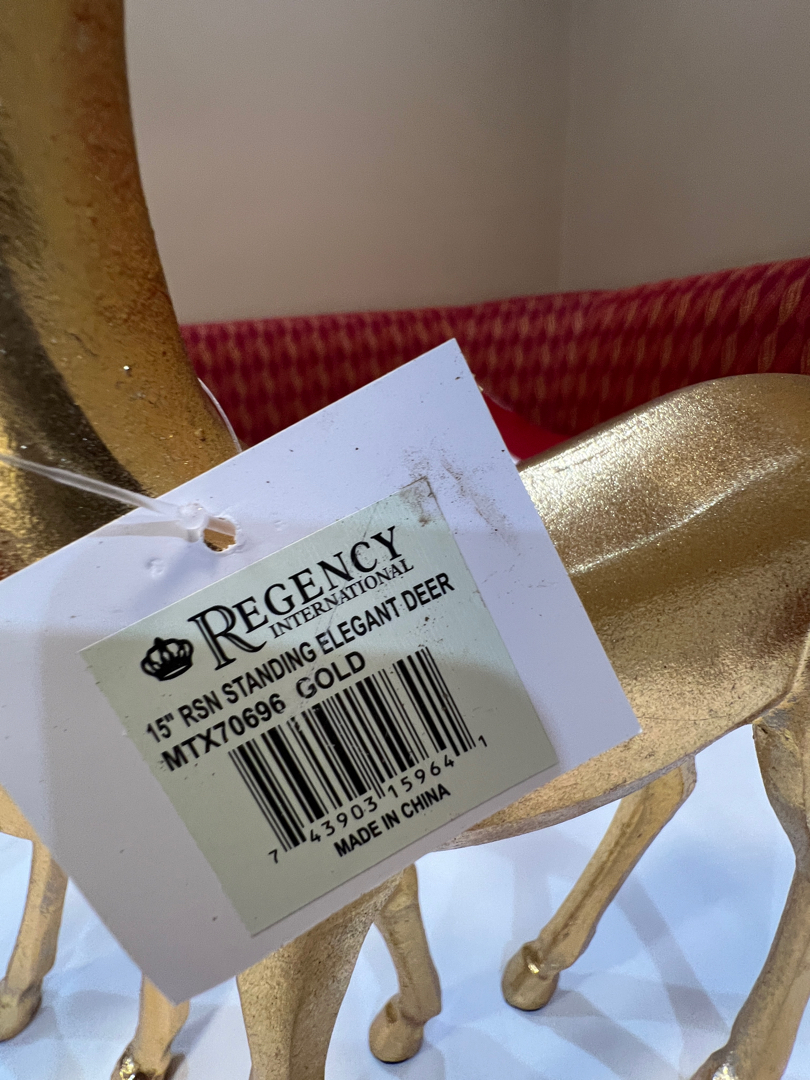 REGENCY
INTERNATIONAL
15" RSN STANDING ELEGANT DEER
MTX70696 GOLD
7 43903 15964 1
MADE IN CHINA